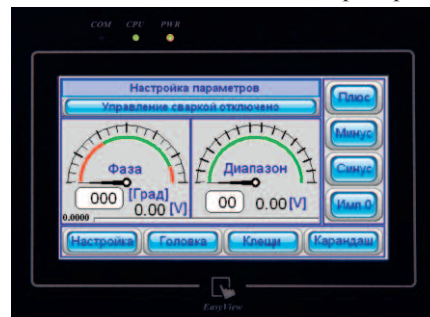 COM CPU PWR
Настройка параметров
Управление сваркой отключено
Плюс
Минус
Синус
Имп.0
Фаза
000 [Град]
0.00 [V]
0.0000
Диапазон
00 0.00 [V]
Настройка Головка Клещи Карандаш
EasyView